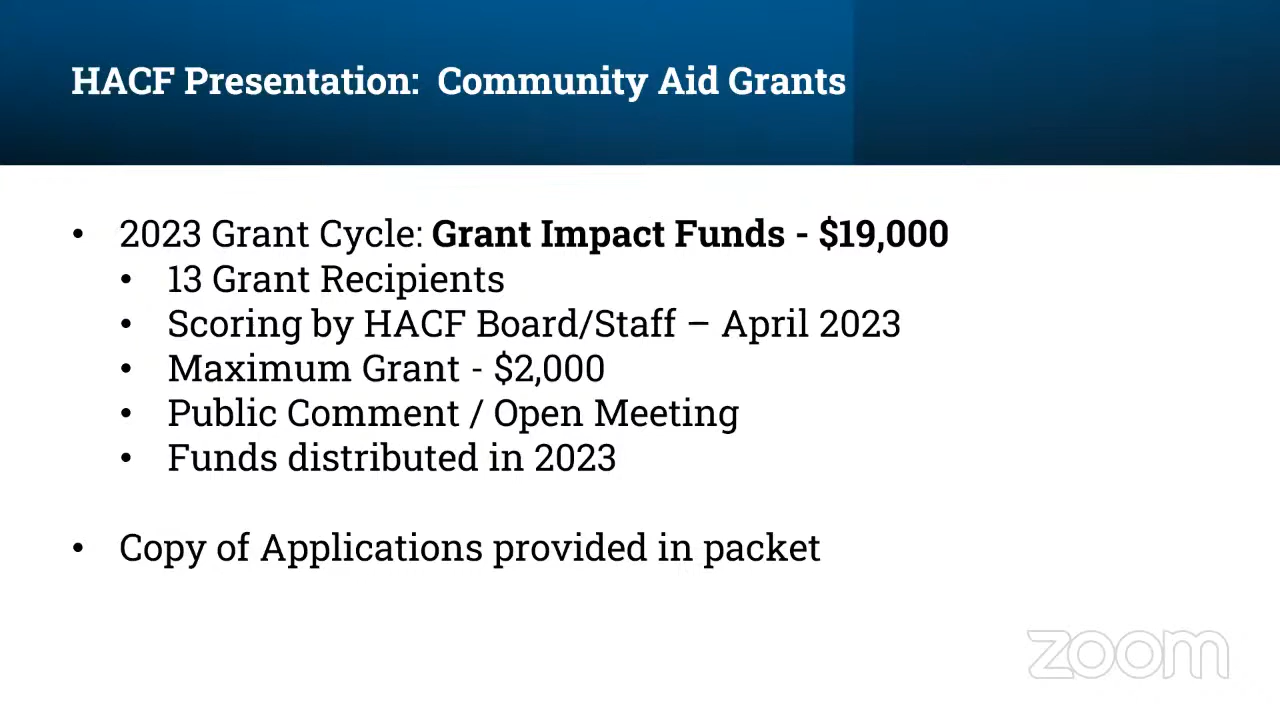 HACF Presentation: Community Aid Grants
• 2023 Grant Cycle: Grant Impact Funds - $19,000
• 13 Grant Recipients
• Scoring by HACF Board/Staff – April 2023
• Maximum Grant - $2,000
• Public Comment / Open Meeting
• Funds distributed in 2023
• Copy of Applications provided in packet
zoom